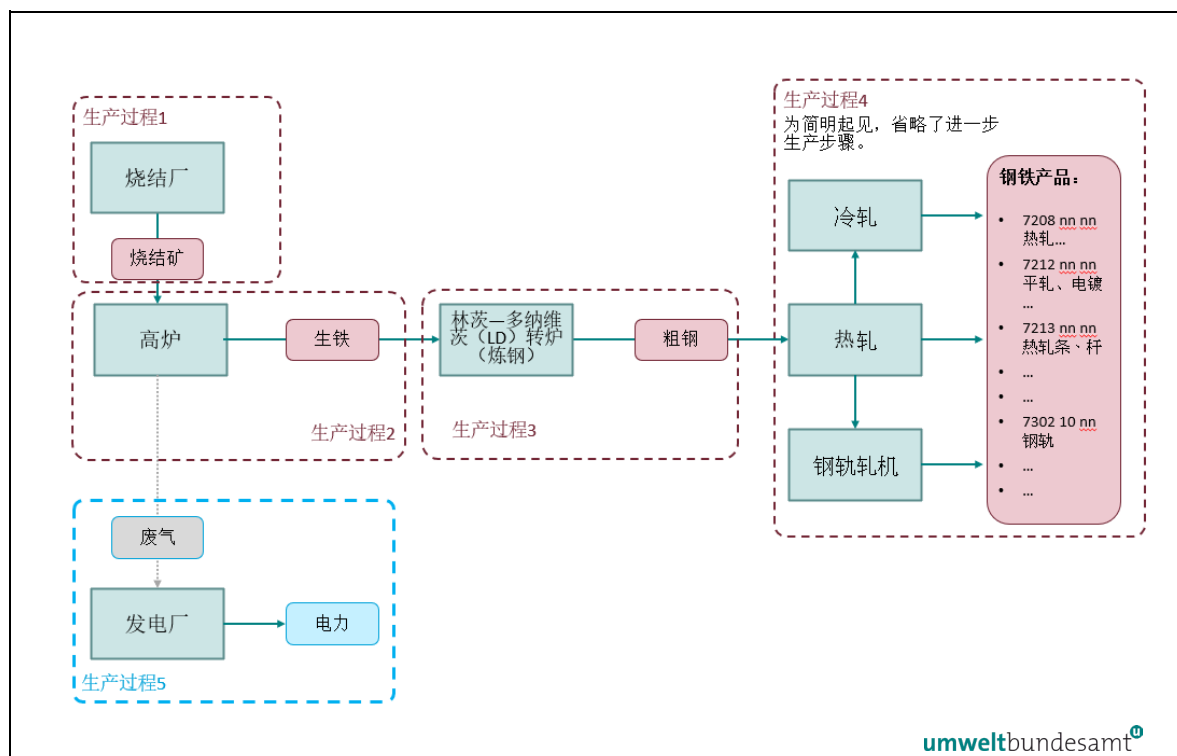 生产过程1
烧结厂
烧结矿
生产过程2
高炉
生铁
生产过程3
林茨—多纳维
茨（LD）转炉
（炼钢）
粗钢
生产过程4
为简明起见，省略了进一步
生产步骤。
冷轧
热轧
钢轨轧机
钢铁产品：
• 7208 nn nn
热轧…
• 7212 nn nn
平轧、电镀
…
• 7213 nn nn
热轧条、杆
• …
• …
• 7302 10 nn
钢轨
• …
• …
废气
发电厂
电力
生产过程5
umweltbundesamt